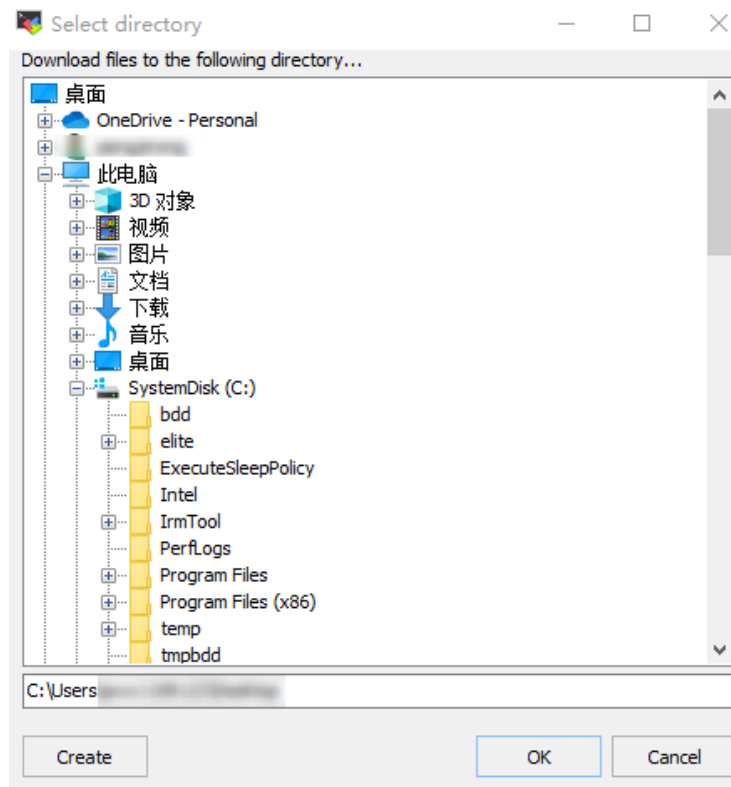 Select directory
Download files to the following directory...
桌面
OneDrive - Personal
此电脑
3D 对象
视频
图片
文档
下载
音乐
桌面
SystemDisk (C:)
bdd
elite
ExecuteSleepPolicy
Intel
IrmTool
PerfLogs
Program Files
Program Files (x86)
temp
tmpbdd
C:\Users
Create OK Cancel